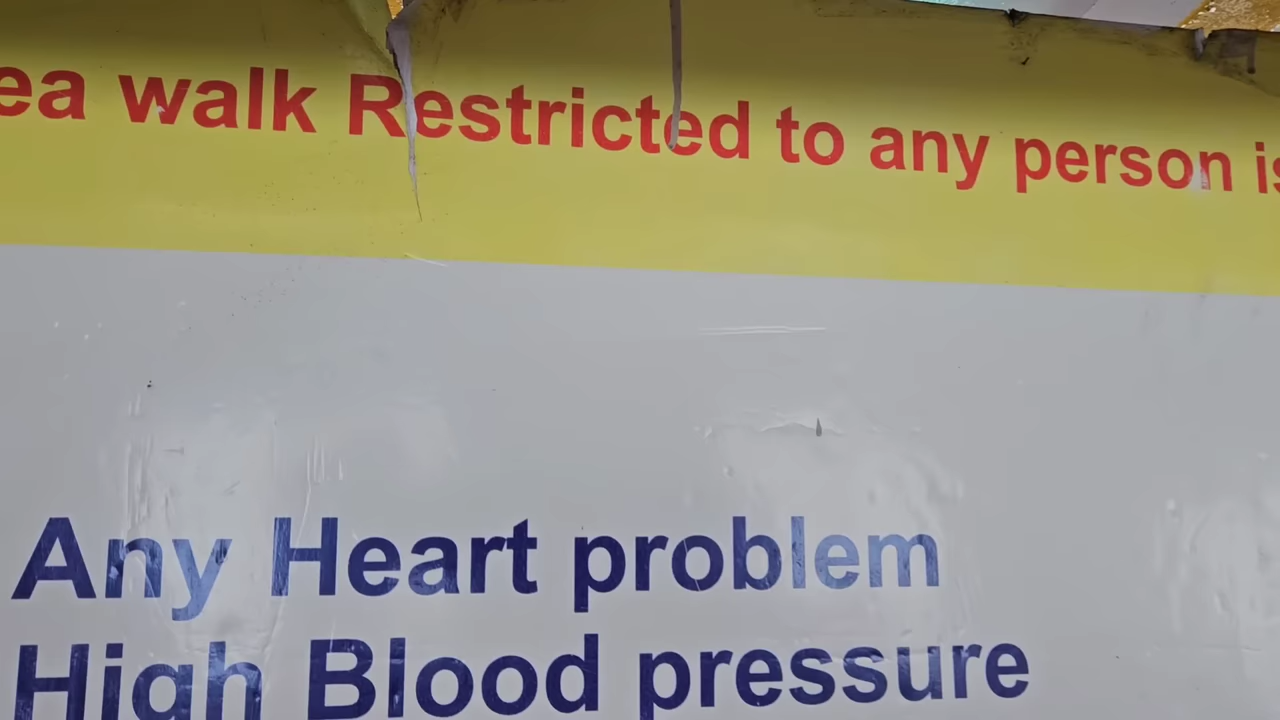 ea walk Restricted to any person is
Any Heart problem
High Blood pressure